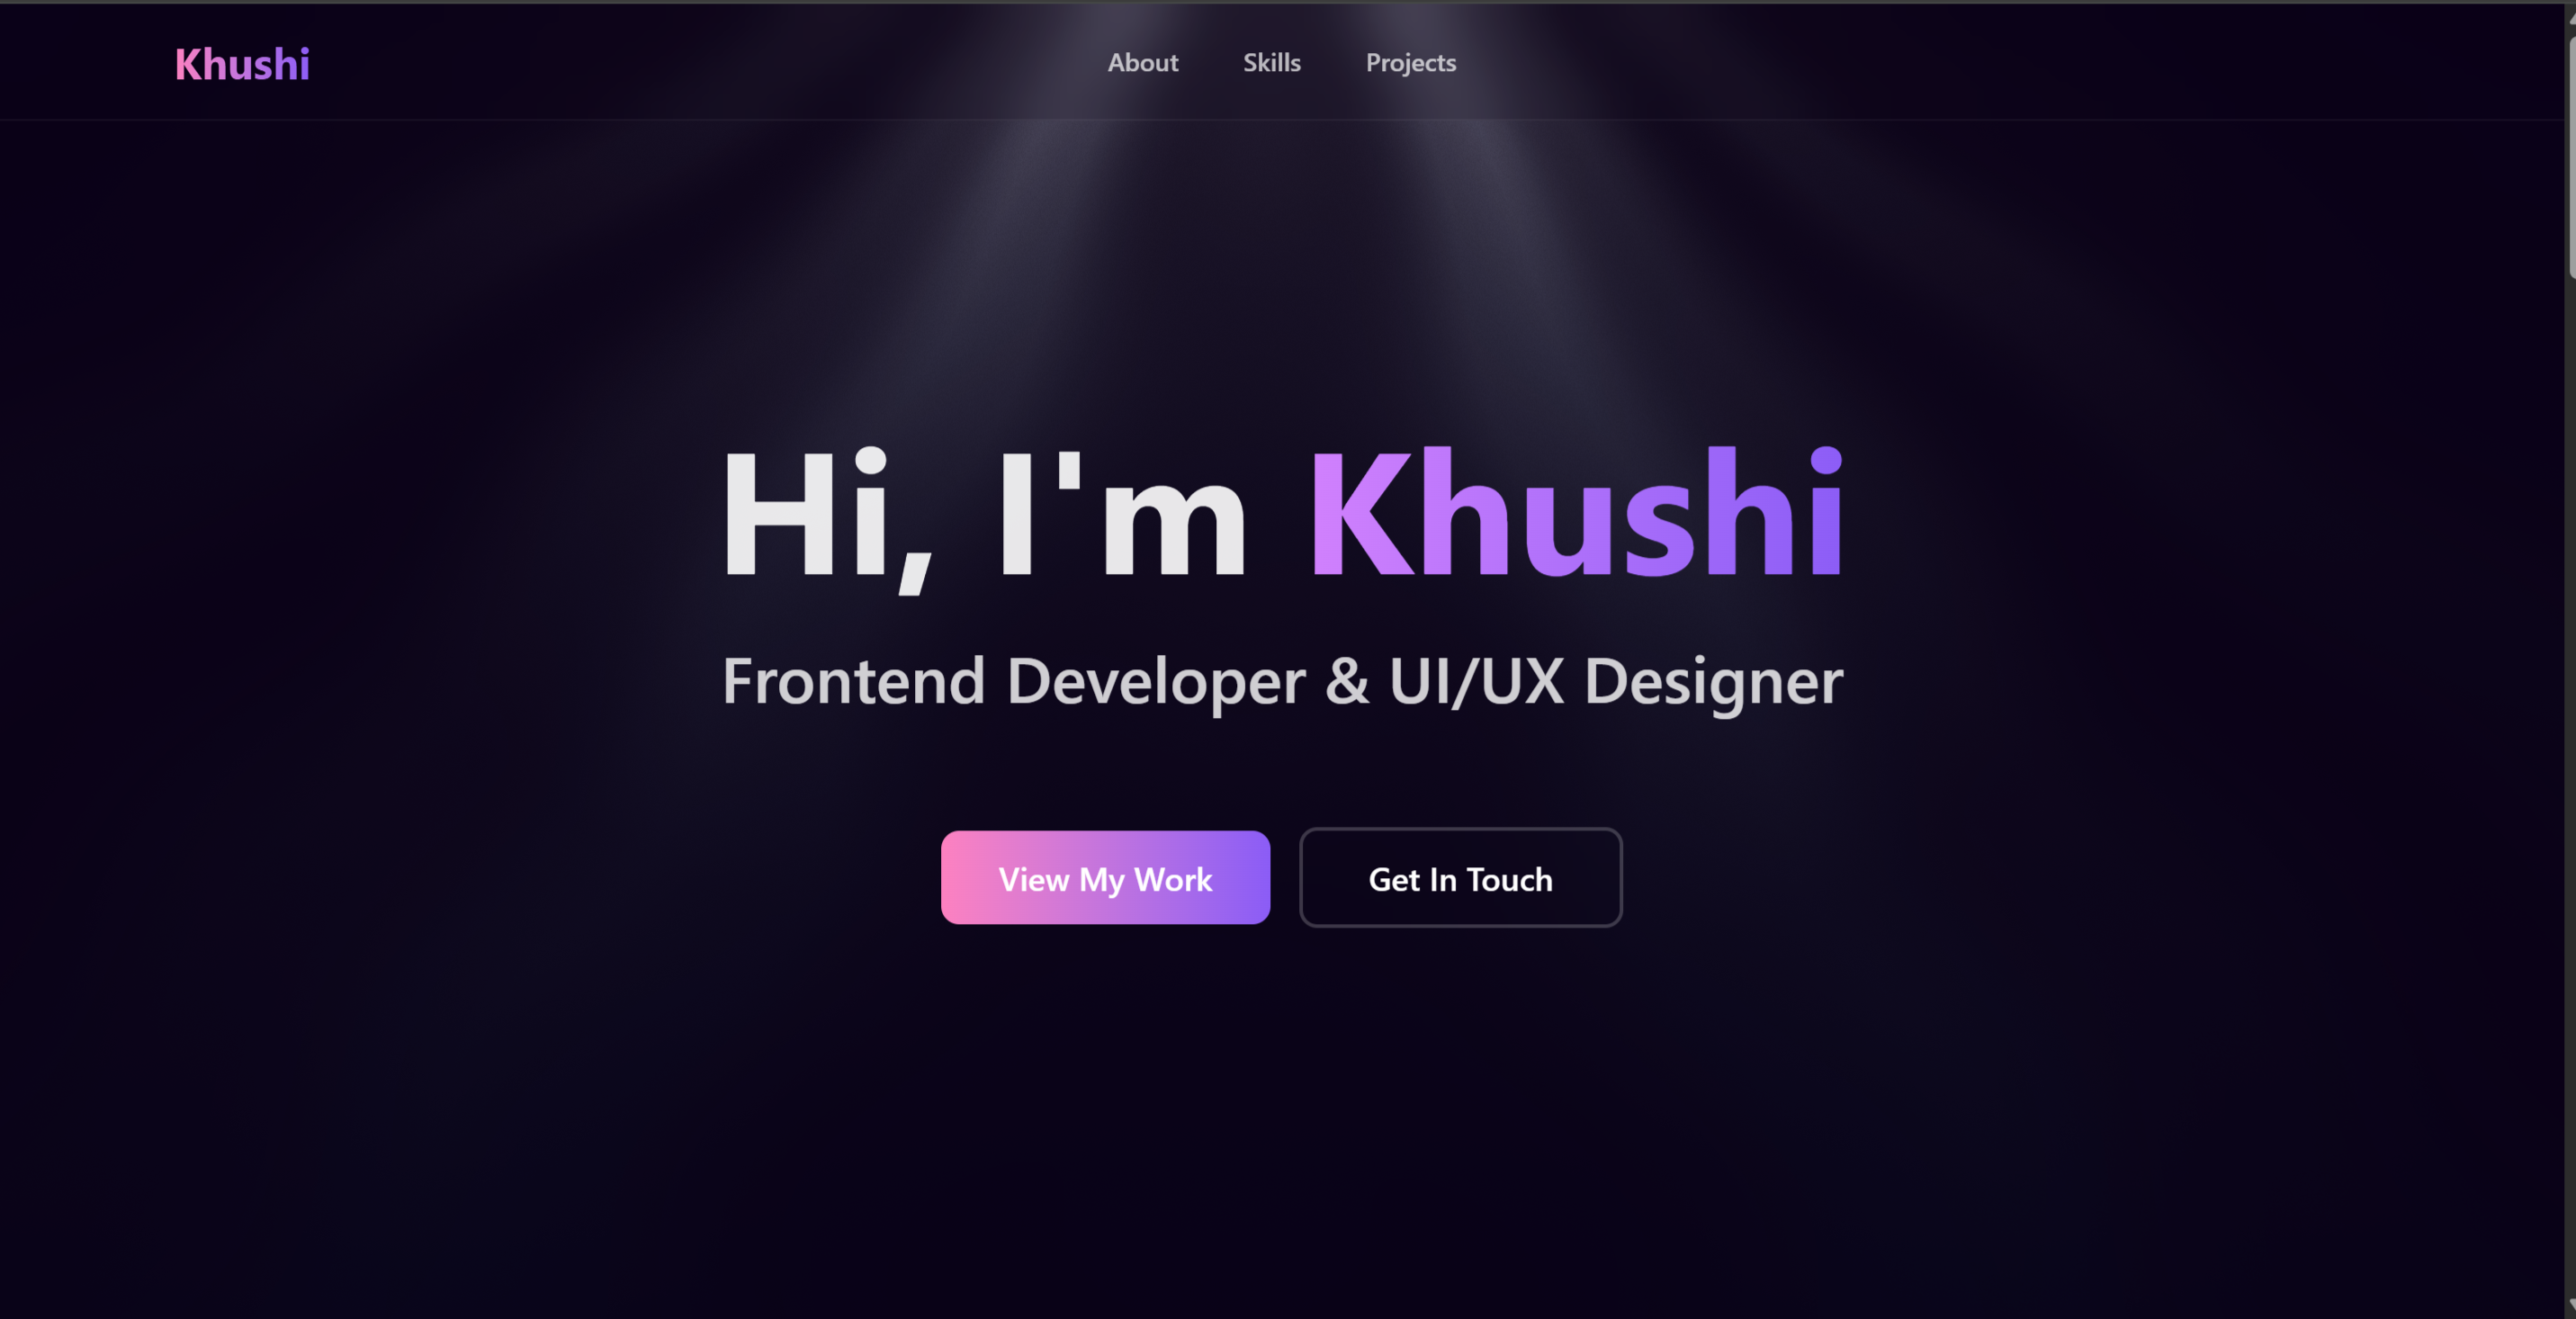 Khushi
About Skills Projects
Hi, I'm Khushi
Frontend Developer & UI/UX Designer
View My Work
Get In Touch